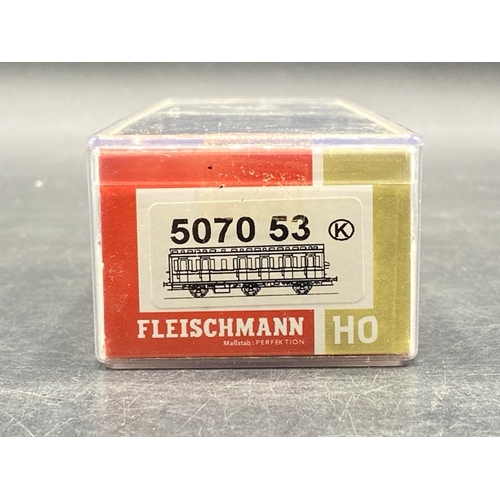 5070 53 K
FLEISCHMANN HO
Maßstab: PERFEKTION